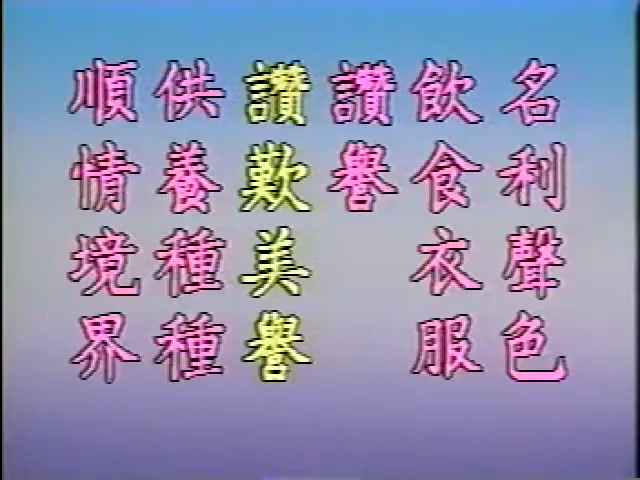 名利聲色
飲食衣服
讚譽
讚歎美譽
供養種種
順情境界